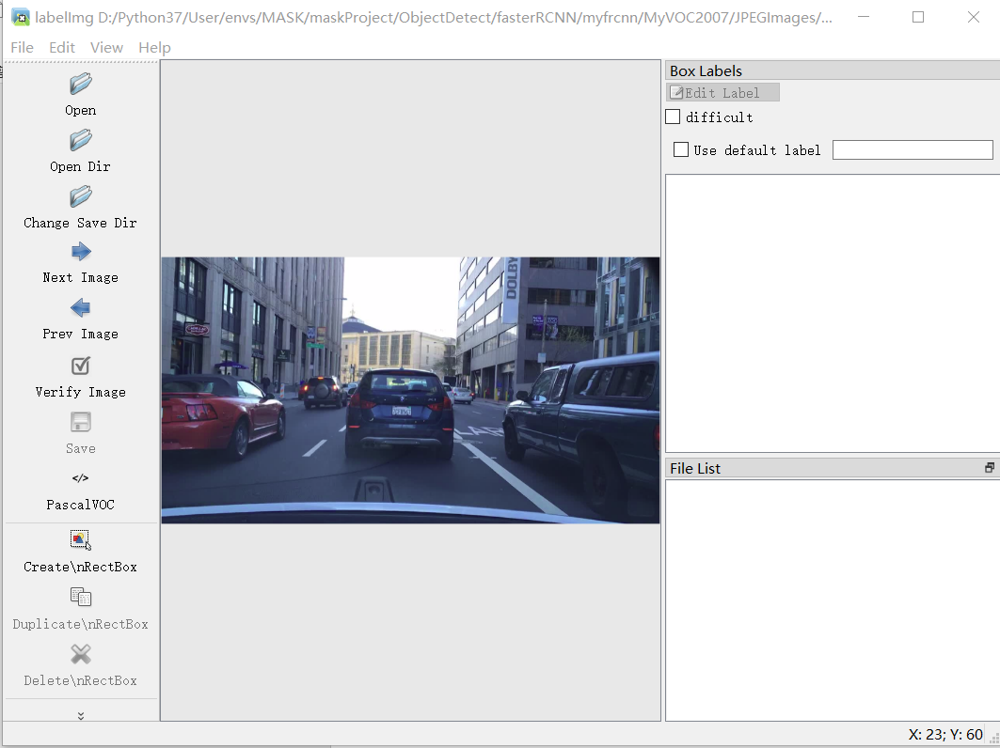 labelImg D:/Python37/User/envs/MASK/maskProject/ObjectDetect/fasterRCNN/myfrcnn/MyVOC2007/JPEGImages/...
File Edit View Help
Open
Open Dir
Change Save Dir
Next Image
Prev Image
Verify Image
Save
</>
PascalVOC
Create\nRectBox
Duplicate\nRectBox
Delete\nRectBox
DOLBY
Box Labels
Edit Label
difficult
Use default label
File List
X: 23; Y: 60